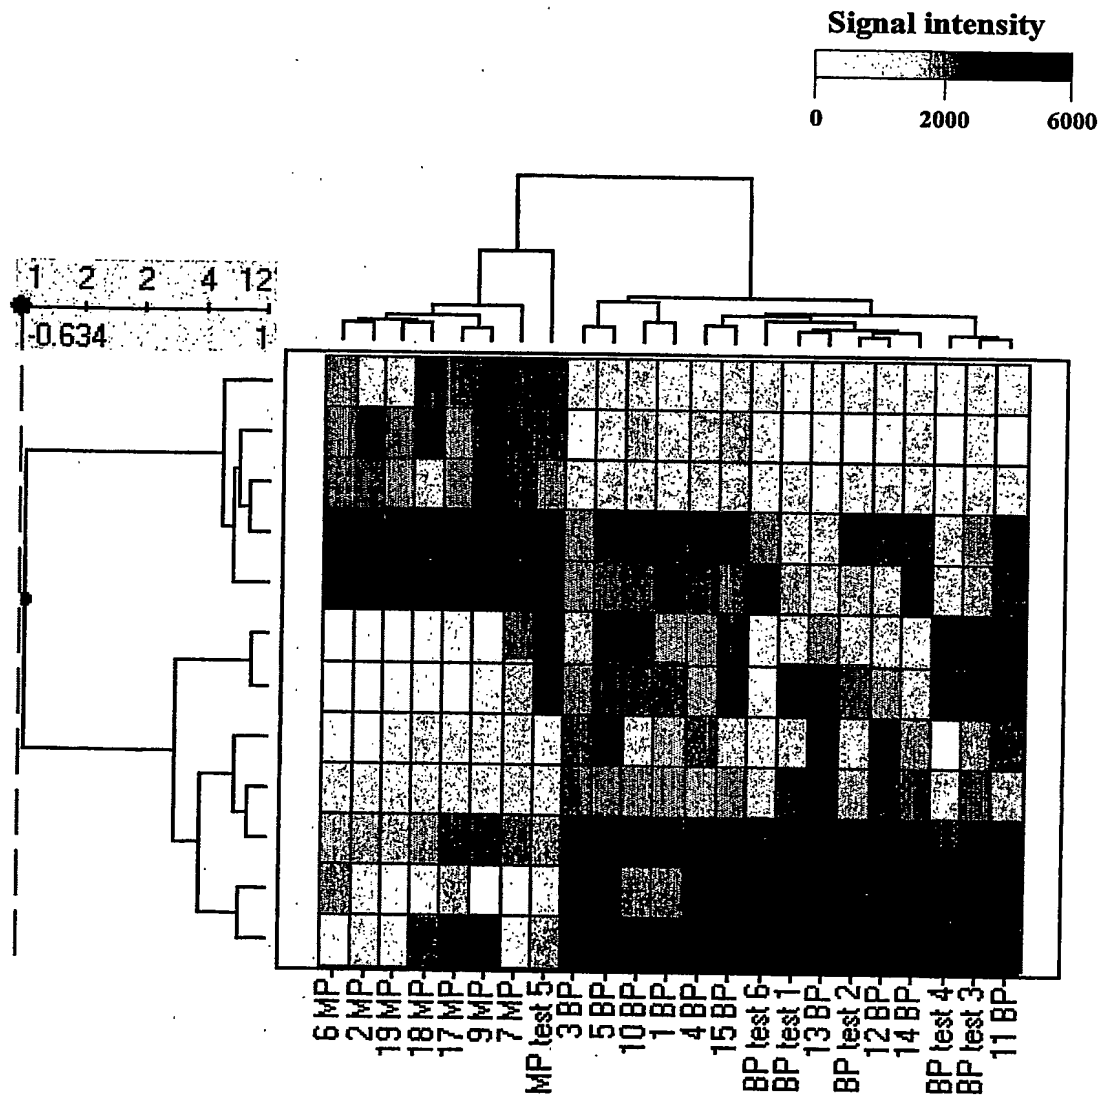 Signal intensity
0 2000 6000
1 2 2 4 12
-0.634 1
6 MP
2 MP
19 MP
18 MP
17 MP
9 MP
7 MP
MP test 5
3 BP
5 BP
10 BP
1 BP
4 BP
15 BP
BP test 6
BP test 1
13 BP
BP test 2
12 BP
14 BP
BP test 4
BP test 3
11 BP